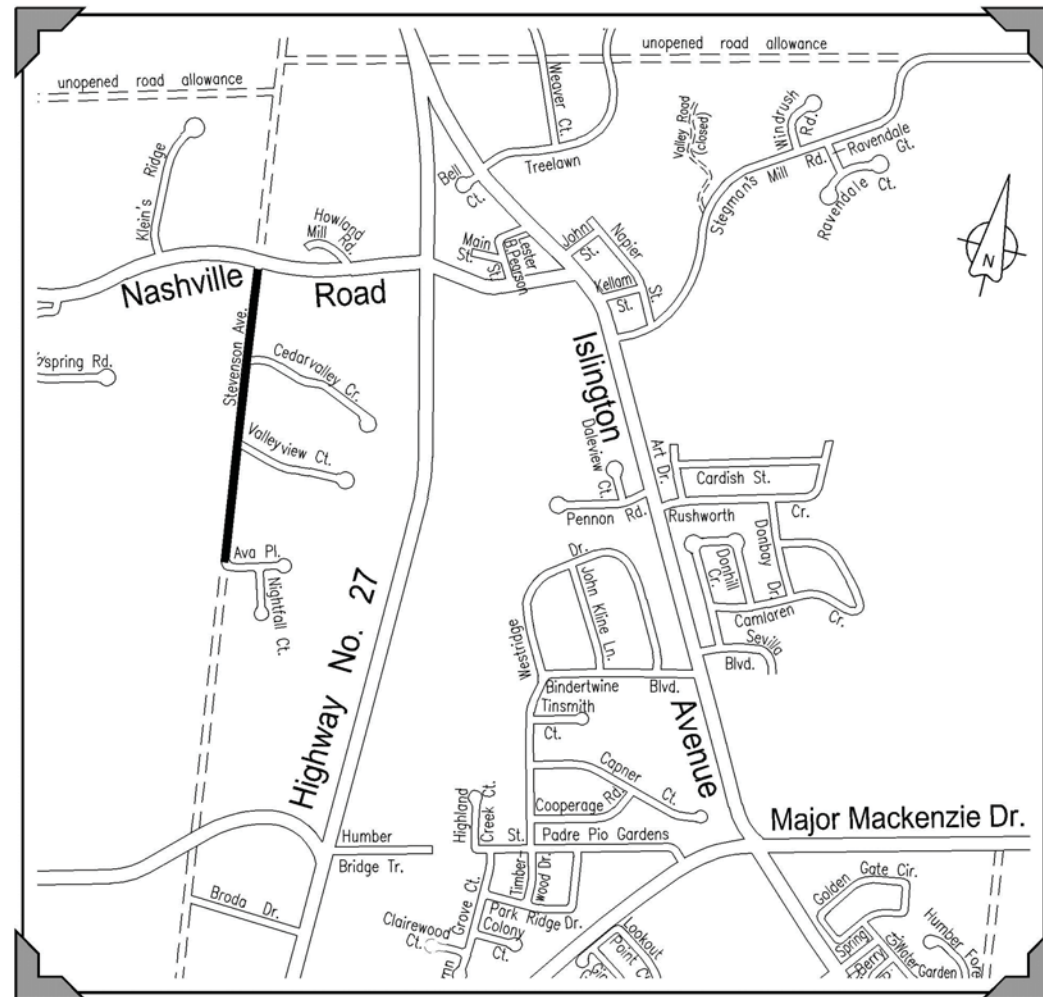 unopened road allowance
unopened road allowance
Weaver Ct.
Treelawn
Bell
Ct.
Klein's Ridge
Howland
Mill Rd.
Main
St.
St.
Lester
B.Pearson
John
St.
Napier
St.
Kellam
St.
Valley Road
(closed)
Windrush
Rd.
Stegman's Mill Rd.
Ravendale
Gt.
Ravendale Ct.
N
Nashville Road
Stevenson Ave.
spring Rd.
Cedarvalley Cr.
Valleyview Ct.
Ava Pl.
Nightfall
Ct.
Highway No. 27
Islington
Avenue
Daleview
Ct.
Pennon Rd.
Art Dr.
Cardish St.
Rushworth Cr.
Donbay
Dr.
Donhill
Cr.
Camlaren Cr.
Sevilla
Blvd.
Westridge Dr.
John Kline Ln.
Bindertwine Blvd.
Tinsmith
Ct.
Capner Ct.
Cooperage Rd.
Highland
Creek Ct.
St. Padre Pio Gardens
Timber-
wood Dr.
Humber
Bridge Tr.
Broda Dr.
Grove Ct.
Park Ridge Dr.
Colony
Ct.
Clairewood
Ct.
Lookout
Point
Major Mackenzie Dr.
Golden Gate Cir.
Spring
Berry
Water
Garden
Humber